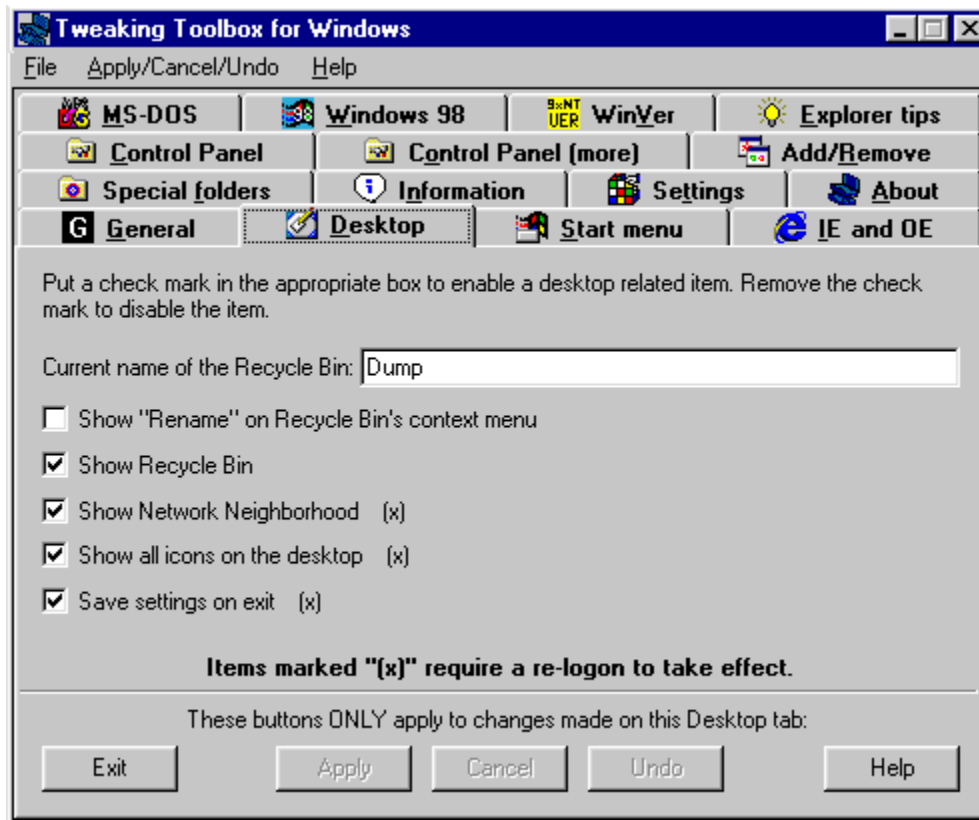 Tweaking Toolbox for Windows
File Apply/Cancel/Undo Help
MS-DOS Windows 98 9xNT VER WinVer Explorer tips
Control Panel Control Panel (more) Add/Remove
Special folders Information Settings About
G General Desktop Start menu IE and OE
Put a check mark in the appropriate box to enable a desktop related item. Remove the check
mark to disable the item.
Current name of the Recycle Bin: Dump
Show "Rename" on Recycle Bin's context menu
Show Recycle Bin
Show Network Neighborhood (x)
Show all icons on the desktop (x)
Save settings on exit (x)
Items marked "(x)" require a re-logon to take effect.
These buttons ONLY apply to changes made on this Desktop tab:
Exit Apply Cancel Undo Help